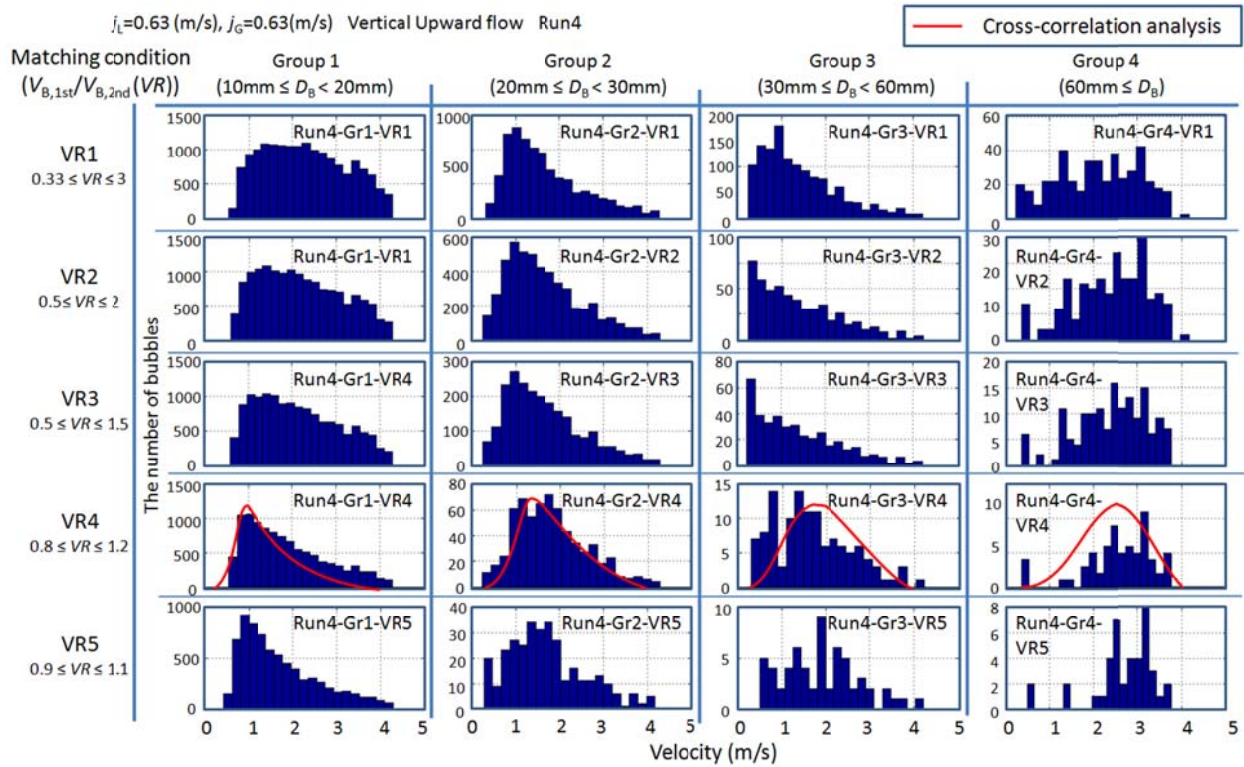 jL=0.63 (m/s), jG=0.63(m/s) Vertical Upward flow Run4
Cross-correlation analysis
Matching condition
(VB,1st/VB,2nd (VR))
Group 1
(10mm ≤ DB < 20mm)
Group 2
(20mm ≤ DB < 30mm)
Group 3
(30mm ≤ DB < 60mm)
Group 4
(60mm ≤ DB)
VR1
0.33 ≤ VR ≤ 3
1500
1000
500
0
Run4-Gr1-VR1
1000
500
0
Run4-Gr2-VR1
200
150
100
50
0
Run4-Gr3-VR1
60
40
20
0
Run4-Gr4-VR1
VR2
0.5≤ VR ≤ 2
1500
1000
500
0
Run4-Gr1-VR1
600
400
200
0
Run4-Gr2-VR2
100
50
0
Run4-Gr3-VR2
30
20
10
0
Run4-Gr4-
VR2
VR3
0.5 ≤ VR ≤ 1.5
1500
1000
500
0
Run4-Gr1-VR4
300
200
100
0
Run4-Gr2-VR3
80
60
40
20
0
Run4-Gr3-VR3
20
15
10
5
0
Run4-Gr4-
VR3
VR4
0.8 ≤ VR ≤ 1.2
1500
1000
500
0
Run4-Gr1-VR4
80
60
40
20
0
Run4-Gr2-VR4
15
10
5
0
Run4-Gr3-VR4
10
5
0
Run4-Gr4-
VR4
VR5
0.9 ≤ VR ≤ 1.1
1000
500
0
Run4-Gr1-VR5
40
30
20
10
0
Run4-Gr2-VR5
10
5
0
Run4-Gr3-VR5
8
6
4
2
0
Run4-Gr4-
VR5
The number of bubbles
0 1 2 3 4 5
0 1 2 3 4 5
0 1 2 3 4 5
0 1 2 3 4 5
Velocity (m/s)